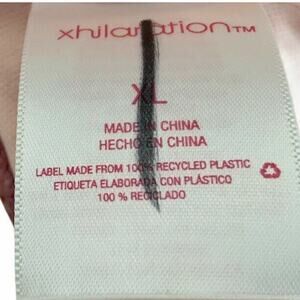 xhilaration™
XL
MADE IN CHINA
HECHO EN CHINA
LABEL MADE FROM 100% RECYCLED PLASTIC
ETIQUETA ELABORADA CON PLÁSTICO
100 % RECICLADO